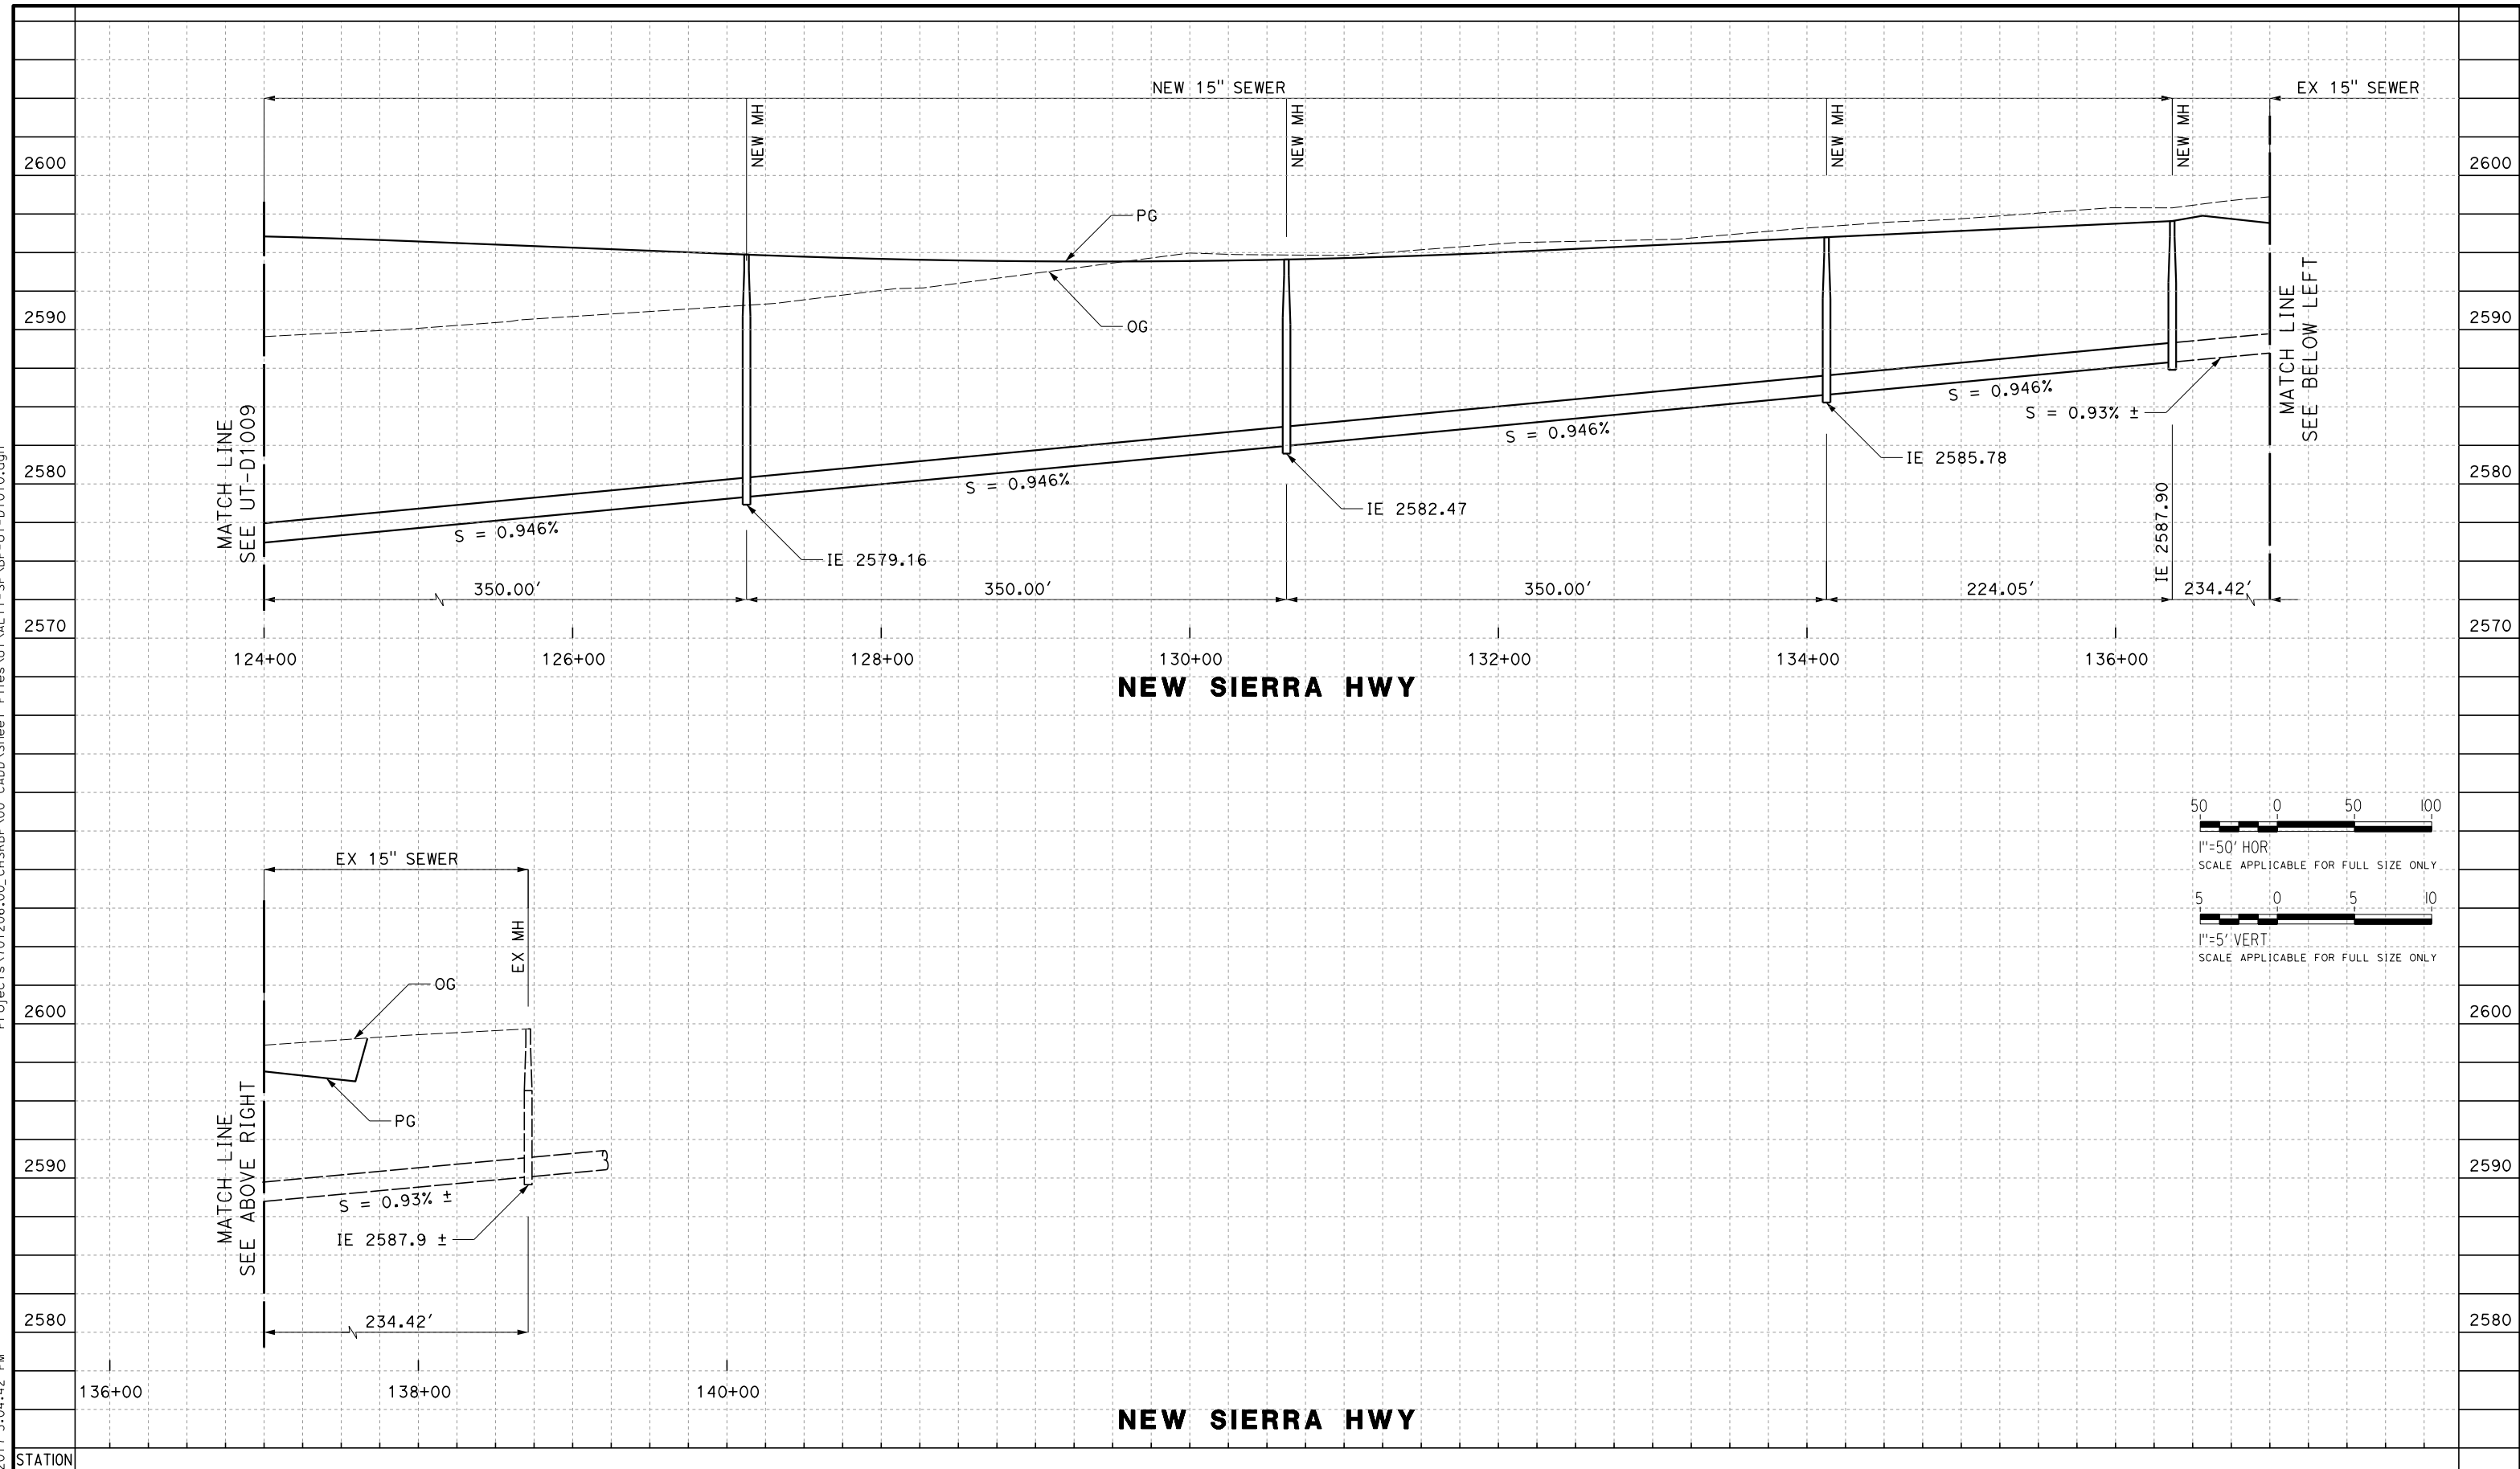 NEW 15" SEWER
EX 15" SEWER
NEW MH
NEW MH
NEW MH
NEW MH
2600
2600
PG
OG
2590
2590
MATCH LINE
SEE BELOW LEFT
MATCH LINE
SEE UT-D1009
2580
2580
S = 0.946%
S = 0.946%
S = 0.946%
S = 0.946%
S = 0.93% ±
IE 2579.16
IE 2582.47
IE 2585.78
IE 2587.90
350.00'
350.00'
350.00'
224.05'
234.42'
2570
2570
124+00
126+00
128+00
130+00
132+00
134+00
136+00
NEW SIERRA HWY
50 0 50 100
1"=50' HOR
SCALE APPLICABLE FOR FULL SIZE ONLY
5 0 5 10
1"=5' VERT
SCALE APPLICABLE FOR FULL SIZE ONLY
EX 15" SEWER
EX MH
OG
2600
2600
PG
MATCH LINE
SEE ABOVE RIGHT
2590
2590
S = 0.93% ±
IE 2587.9 ±
2580
2580
234.42'
136+00
138+00
140+00
NEW SIERRA HWY
STATION